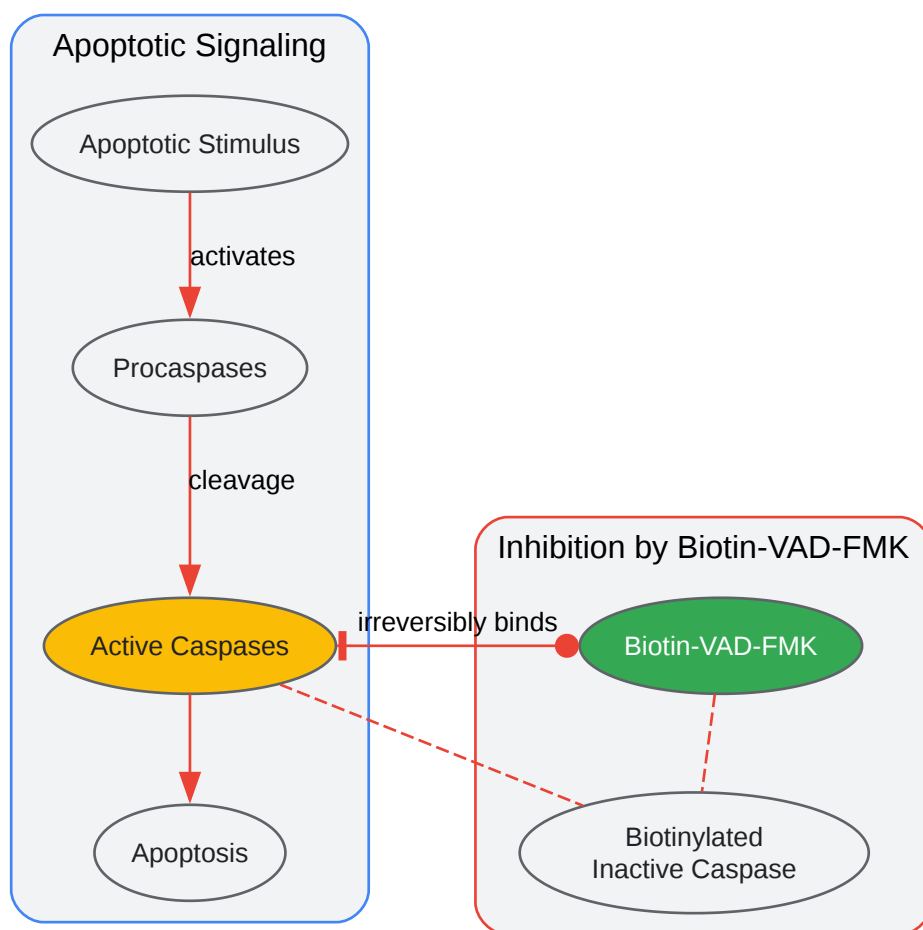 Apoptotic Signaling
Apoptotic Stimulus
activates
Procaspases
cleavage
Inhibition by Biotin-VAD-FMK
Active Caspases
irreversibly binds
Biotin-VAD-FMK
Apoptosis
Biotinylated
Inactive Caspase